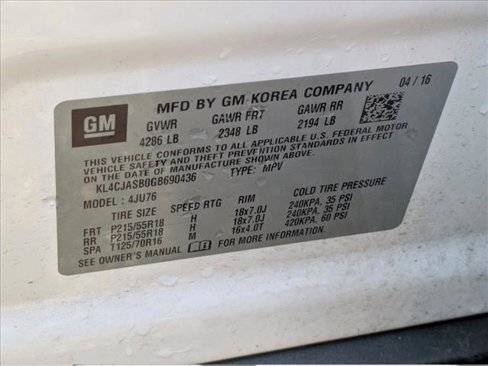 MFD BY GM KOREA COMPANY 04/16
GM
GVWR GAWR FR7 GAWR RR
4286 LB 2348 LB 2194 LB
THIS VEHICLE CONFORMS TO ALL APPLICABLE U.S. FEDERAL MOTOR
VEHICLE SAFETY AND THEFT PREVENTION STANDARDS IN EFFECT ON
THE DATE OF MANUFACTURE SHOWN ABOVE.
KL4CJASB0GB690436 TYPE: MPV
MODEL: 4JU76
TIRE SIZE SPEED RTG RIM COLD TIRE PRESSURE
FRT P215/55R18 H 18x7.0J 240KPA, 35 PSI
RR P215/55R18 H 18x7.0J 240KPA, 35 PSI
SPA T125/70R16 M 16x4.0T 420KPA, 60 PSI
SEE OWNER'S MANUAL FOR MORE INFORMATION.